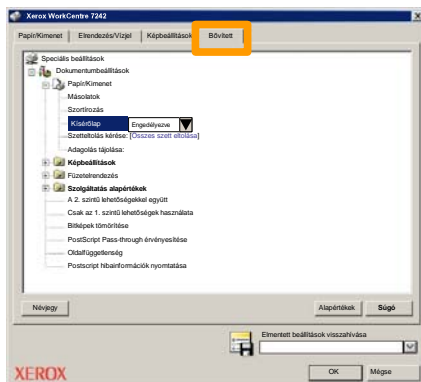 Xerox WorkCentre 7242
Papír/Kimenet Elrendezés/Vízjel Képbeállítások Bővített
Speciális beállítások
Dokumentumbeállítások
Papír/Kimenet
Másolatok
Szortírozás
Kísérőlap Engedélyezve
Szetteltolás kérése: [Összes szett eltolása]
Adagolás tájolása:
Képbeállítások
Füzetelrendezés
Szolgáltatás alapértékek
A 2. szintű lehetőségekkel együtt
Csak az 1. szintű lehetőségek használata
Bitképek tömörítése
PostScript Pass-through érvényesítése
Oldalfüggetlenség
Postscript hibainformációk nyomtatása
Névjegy Alapértékek Súgó
Elmentett beállítások visszahívása
XEROX OK Mégse